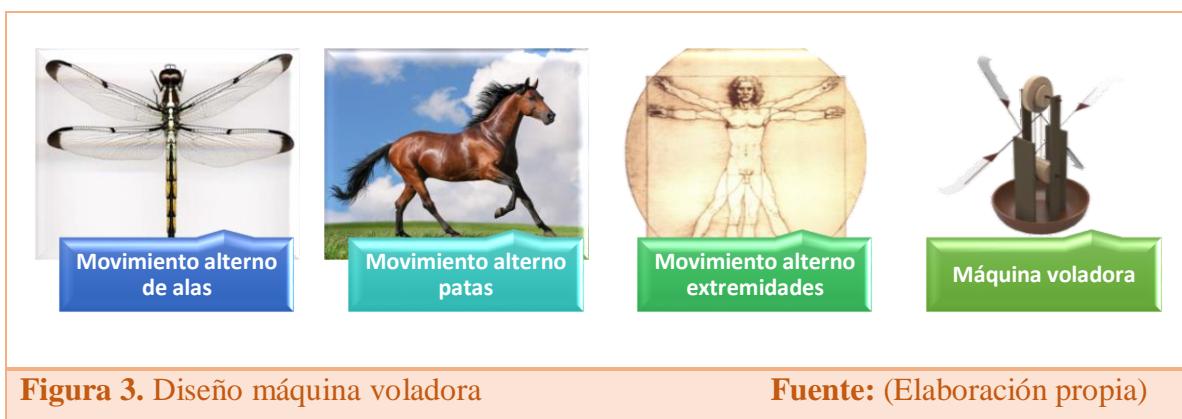 Movimiento alterno
de alas
Movimiento alterno
patas
Movimiento alterno
extremidades
Máquina voladora
Figura 3. Diseño máquina voladora
Fuente: (Elaboración propia)